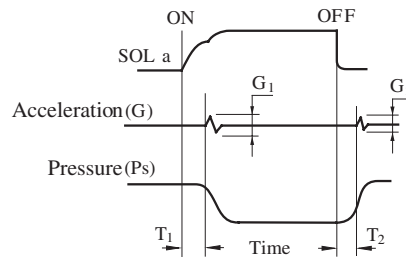 ON OFF
SOL a
G₁ G
Acceleration(G)
Pressure(Ps)
T₁ Time T₂